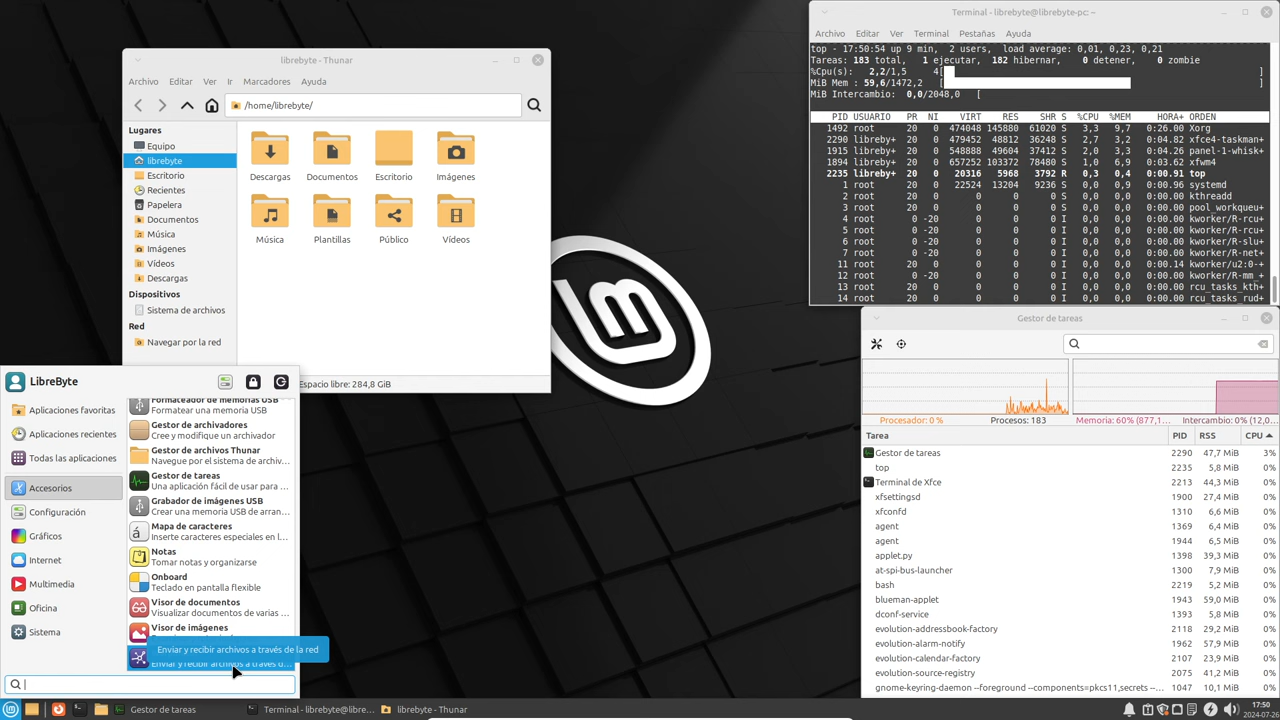 librebyte - Thunar
Archivo Editar Ver Ir Marcadores Ayuda
/home/librebyte/
Lugares
Equipo
librebyte
Escritorio
Recientes
Papelera
Documentos
Música
Imágenes
Vídeos
Descargas
Dispositivos
Sistema de archivos
Red
Navegar por la red
Descargas Documentos Escritorio Imágenes
Música Plantillas Público Vídeos
Espacio libre: 284,8 GiB
Terminal - librebyte@librebyte-pc: ~
Archivo Editar Ver Terminal Pestañas Ayuda
top - 17:50:54 up 9 min, 2 users, load average: 0,01, 0,23, 0,21
Tareas: 183 total, 1 ejecutar, 182 hibernar, 0 detener, 0 zombie
%Cpu(s): 2,2/1,5 4[ ]
MiB Mem : 59,6/1472,2 [ ]
MiB Intercambio: 0,0/2048,0 [ ]
PID USUARIO PR NI VIRT RES SHR S %CPU %MEM HORA+ ORDEN
1492 root 20 0 474048 145880 61020 S 3,3 9,7 0:26.00 Xorg
2290 libreby+ 20 0 479452 48812 36248 S 2,7 3,2 0:04.82 xfce4-taskman+
1915 libreby+ 20 0 548888 49604 37412 S 2,0 3,3 0:04.26 panel-1-whisk+
1894 libreby+ 20 0 657252 103372 78480 S 1,0 6,9 0:03.62 xfwm4
2235 libreby+ 20 0 20316 5968 3792 R 0,3 0,4 0:00.91 top
1 root 20 0 22524 13204 9236 S 0,0 0,9 0:00.96 systemd
2 root 20 0 0 0 0 S 0,0 0,0 0:00.00 kthreadd
3 root 20 0 0 0 0 S 0,0 0,0 0:00.00 pool_workqueu+
4 root 0 -20 0 0 0 I 0,0 0,0 0:00.00 kworker/R-rcu+
5 root 0 -20 0 0 0 I 0,0 0,0 0:00.00 kworker/R-rcu+
6 root 0 -20 0 0 0 I 0,0 0,0 0:00.00 kworker/R-slu+
7 root 0 -20 0 0 0 I 0,0 0,0 0:00.00 kworker/R-net+
11 root 20 0 0 0 0 I 0,0 0,0 0:00.14 kworker/u2:0-+
12 root 0 -20 0 0 0 I 0,0 0,0 0:00.00 kworker/R-mm_+
13 root 20 0 0 0 0 I 0,0 0,0 0:00.00 rcu_tasks_kth+
14 root 20 0 0 0 0 I 0,0 0,0 0:00.00 rcu_tasks_rud+
Gestor de tareas
Procesador: 0 % Procesos: 183 Memoria: 60% (877,1... Intercambio: 0% (12,0...
Tarea PID RSS CPU
Gestor de tareas 2290 47,7 MiB 3%
top 2235 5,8 MiB 0%
Terminal de Xfce 2213 44,3 MiB 0%
xfsettingsd 1900 27,4 MiB 0%
xfconfd 1310 6,6 MiB 0%
agent 1369 6,4 MiB 0%
agent 1944 6,5 MiB 0%
applet.py 1398 39,3 MiB 0%
at-spi-bus-launcher 1300 7,9 MiB 0%
bash 2219 5,2 MiB 0%
blueman-applet 1943 59,0 MiB 0%
dconf-service 1393 5,8 MiB 0%
evolution-addressbook-factory 2118 29,2 MiB 0%
evolution-alarm-notify 1962 57,9 MiB 0%
evolution-calendar-factory 2107 23,9 MiB 0%
evolution-source-registry 2075 41,2 MiB 0%
gnome-keyring-daemon --foreground --components=pkcs11,secrets --... 1047 10,1 MiB 0%
LibreByte
Aplicaciones favoritas
Aplicaciones recientes
Todas las aplicaciones
Accesorios
Configuración
Gráficos
Internet
Multimedia
Oficina
Sistema
Formateador de memorias USB
Formatear una memoria USB
Gestor de archivadores
Cree y modifique un archivador
Gestor de archivos Thunar
Navegue por el sistema de archiv...
Gestor de tareas
Una aplicación fácil de usar para ...
Grabador de imágenes USB
Crear una memoria USB de arran...
Mapa de caracteres
Inserte caracteres especiales en l...
Notas
Tomar notas y organizarse
Onboard
Teclado en pantalla flexible
Visor de documentos
Visualizar documentos de varias ...
Visor de imágenes
Enviar y recibir archivos a través de la red
Enviar y recibir archivos a través d...
Gestor de tareas
Terminal - librebyte@libre...
librebyte - Thunar
17:50
2024-07-26